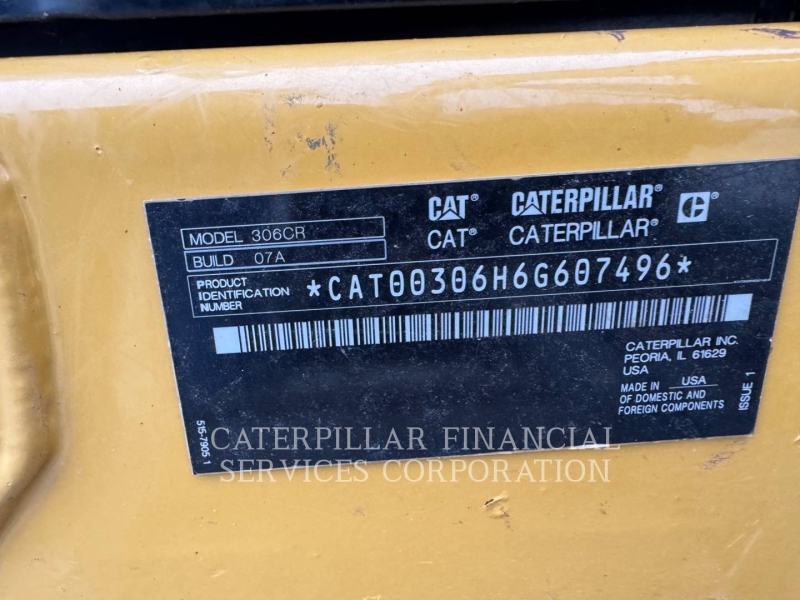 CAT® CATERPILLAR® C®
CAT® CATERPILLAR®
MODEL 306CR
BUILD 07A
PRODUCT
IDENTIFICATION
NUMBER
*CAT00306H6G607496*
CATERPILLAR INC.
PEORIA, IL 61629
USA
MADE IN USA
OF DOMESTIC AND
FOREIGN COMPONENTS
ISSUE 1
515-7905 1
CATERPILLAR FINANCIAL
SERVICES CORPORATION